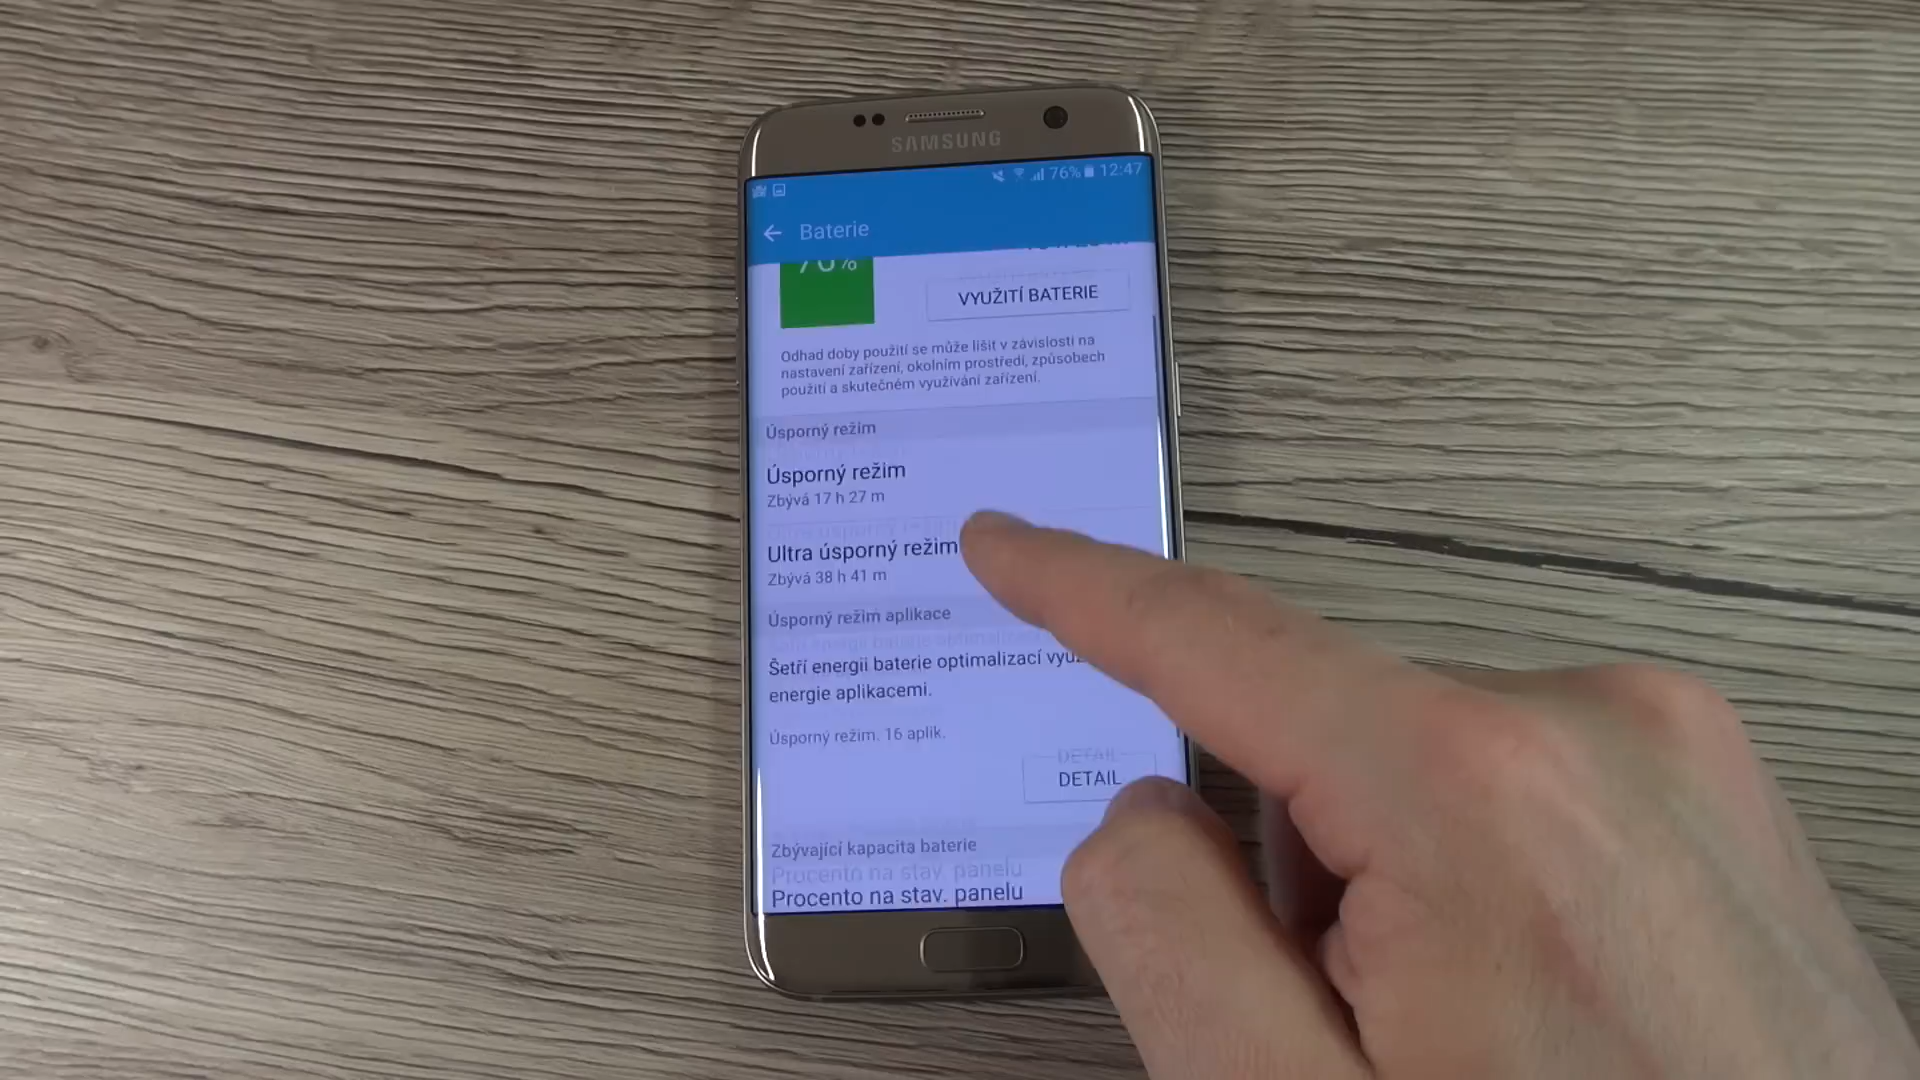 SAMSUNG
76% 12:47
Baterie
76%
VYUŽITÍ BATERIE
Odhad doby použití se může lišit v závislosti na
nastavení zařízení, okolním prostředí, způsobech
použití a skutečném využívání zařízení.
Úsporný režim
Úsporný režim
Zbývá 17 h 27 m
Ultra úsporný režim
Zbývá 38 h 41 m
Úsporný režim aplikace
Šetří energii baterie optimalizací
energie aplikacemi.
Úsporný režim. 16 aplik.
DETAIL
Zbývající kapacita baterie
Procento na stav. panelu